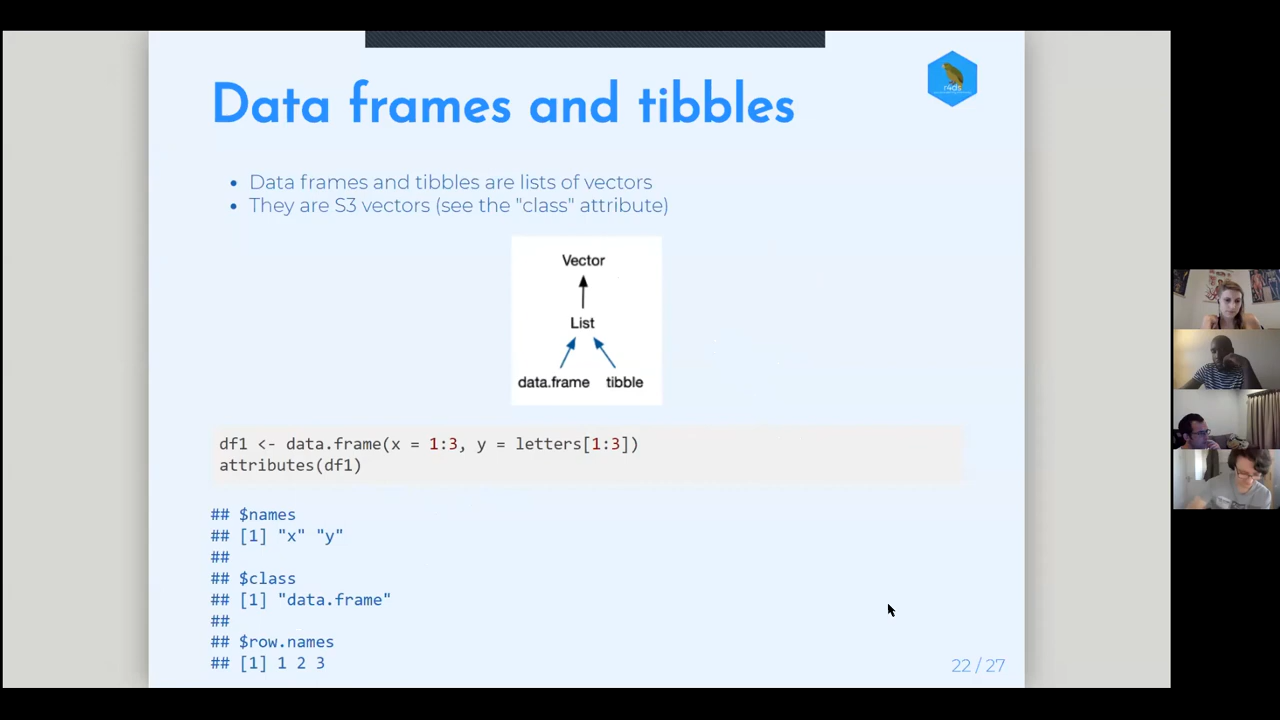 Data frames and tibbles
r4ds
• Data frames and tibbles are lists of vectors
• They are S3 vectors (see the "class" attribute)
Vector
List
data.frame tibble
df1 <- data.frame(x = 1:3, y = letters[1:3])
attributes(df1)
## $names
## [1] "x" "y"
##
## $class
## [1] "data.frame"
##
## $row.names
## [1] 1 2 3
22 / 27